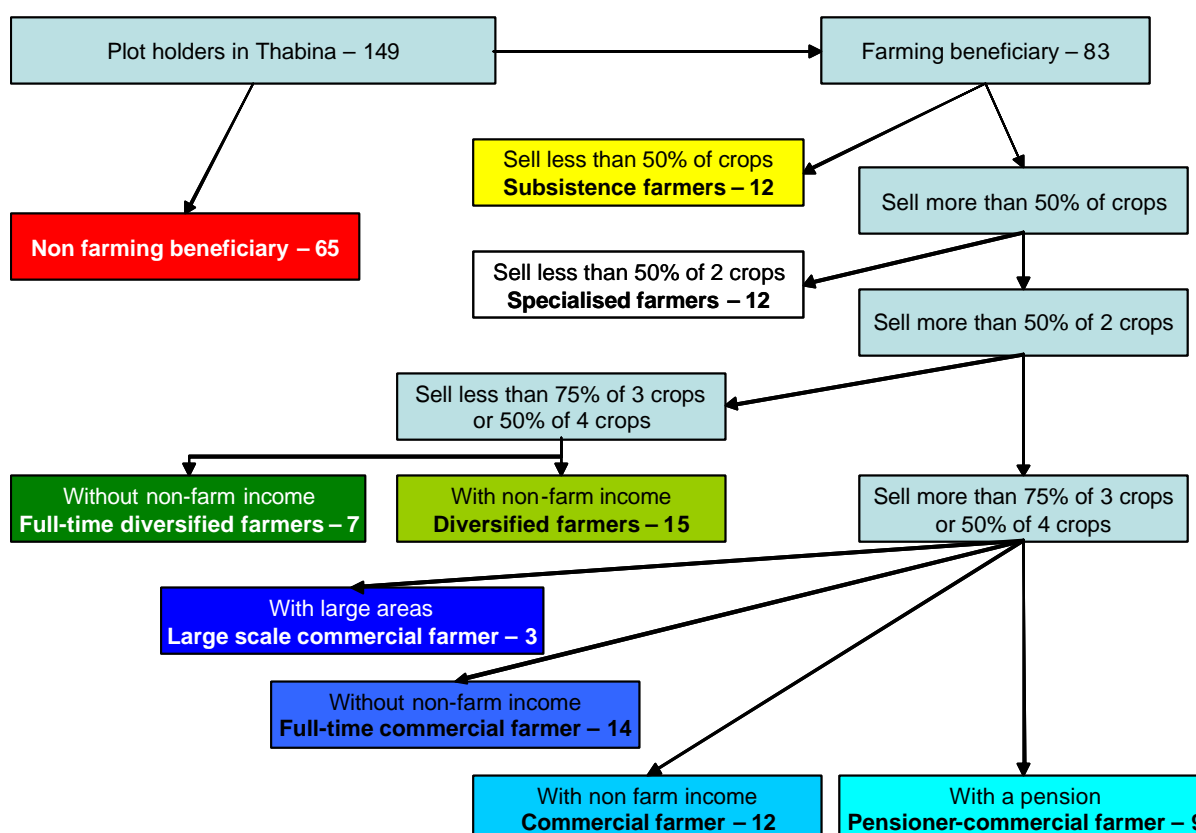 Plot holders in Thabina – 149
Farming beneficiary – 83
Sell less than 50% of crops
Subsistence farmers – 12
Sell more than 50% of crops
Non farming beneficiary – 65
Sell less than 50% of 2 crops
Specialised farmers – 12
Sell more than 50% of 2 crops
Sell less than 75% of 3 crops
or 50% of 4 crops
Without non-farm income
Full-time diversified farmers – 7
With non-farm income
Diversified farmers – 15
Sell more than 75% of 3 crops
or 50% of 4 crops
With large areas
Large scale commercial farmer – 3
Without non-farm income
Full-time commercial farmer – 14
With non farm income
Commercial farmer – 12
With a pension
Pensioner-commercial farmer –